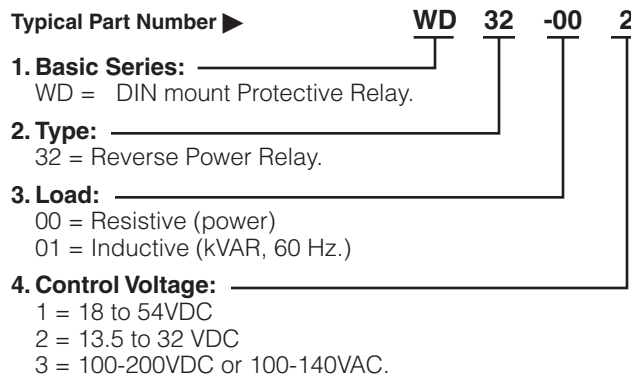 Typical Part Number ▶ WD 32 -00 2
1. Basic Series:
WD = DIN mount Protective Relay.
2. Type:
32 = Reverse Power Relay.
3. Load:
00 = Resistive (power)
01 = Inductive (kVAR, 60 Hz.)
4. Control Voltage:
1 = 18 to 54VDC
2 = 13.5 to 32 VDC
3 = 100-200VDC or 100-140VAC.